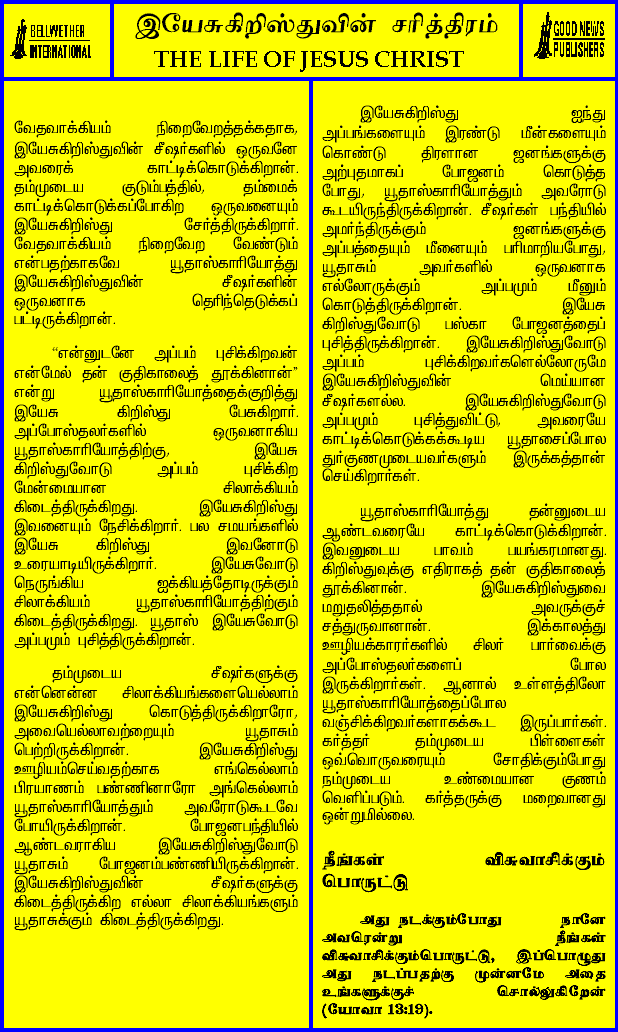 BELLWETHER
INTERNATIONAL
இயேசுகிறிஸ்துவின் சரித்திரம்
THE LIFE OF JESUS CHRIST
GOOD NEWS
PUBLISHERS
வேதவாக்கியம் நிறைவேறத்தக்கதாக,
இயேசுகிறிஸ்துவின் சீஷர்களில் ஒருவனே
அவரைக் காட்டிக்கொடுக்கிறான்.
தம்முடைய குடும்பத்தில், தம்மைக்
காட்டிக்கொடுக்கப்போகிற ஒருவனையும்
இயேசுகிறிஸ்து சேர்த்திருக்கிறார்.
வேதவாக்கியம் நிறைவேற வேண்டும்
என்பதற்காகவே யூதாஸ்காரியோத்து
இயேசுகிறிஸ்துவின் சீஷர்களின்
ஒருவனாக தெரிந்தெடுக்கப்
பட்டிருக்கிறான்.
“என்னுடனே அப்பம் புசிக்கிறவன்
என்மேல் தன் குதிகாலைத் தூக்கினான்”
என்று யூதாஸ்காரியோத்தைக்குறித்து
இயேசு கிறிஸ்து பேசுகிறார்.
அப்போஸ்தலர்களில் ஒருவனாகிய
யூதாஸ்காரியோத்திற்கு, இயேசு
கிறிஸ்துவோடு அப்பம் புசிக்கிற
மேன்மையான சிலாக்கியம்
கிடைத்திருக்கிறது. இயேசுகிறிஸ்து
இவனையும் நேசிக்கிறார். பல சமயங்களில்
இயேசு கிறிஸ்து இவனோடு
உரையாடியிருக்கிறார். இயேசுவோடு
நெருங்கிய ஐக்கியத்தோடிருக்கும்
சிலாக்கியம் யூதாஸ்காரியோத்திற்கும்
கிடைத்திருக்கிறது. யூதாஸ் இயேசுவோடு
அப்பமும் புசித்திருக்கிறான்.
தம்முடைய சீஷர்களுக்கு
என்னென்ன சிலாக்கியங்களையெல்லாம்
இயேசுகிறிஸ்து கொடுத்திருக்கிறாரோ,
அவையெல்லாவற்றையும் யூதாசும்
பெற்றிருக்கிறான். இயேசுகிறிஸ்து
ஊழியம்செய்வதற்காக எங்கெல்லாம்
பிரயாணம் பண்ணினாரோ அங்கெல்லாம்
யூதாஸ்காரியோத்தும் அவரோடுகூடவே
போயிருக்கிறான். போஜனபந்தியில்
ஆண்டவராகிய இயேசுகிறிஸ்துவோடு
யூதாசும் போஜனம்பண்ணியிருக்கிறான்.
இயேசுகிறிஸ்துவின் சீஷர்களுக்கு
கிடைத்திருக்கிற எல்லா சிலாக்கியங்களும்
யூதாசுக்கும் கிடைத்திருக்கிறது.
இயேசுகிறிஸ்து ஐந்து
அப்பங்களையும் இரண்டு மீன்களையும்
கொண்டு திரளான ஜனங்களுக்கு
அற்புதமாகப் போஜனம் கொடுத்த
போது, யூதாஸ்காரியோத்தும் அவரோடு
கூடயிருந்திருக்கிறான். சீஷர்கள் பந்தியில்
அமர்ந்திருக்கும் ஜனங்களுக்கு
அப்பத்தையும் மீனையும் பரிமாறியபோது,
யூதாசும் அவர்களில் ஒருவனாக
எல்லோருக்கும் அப்பமும் மீனும்
கொடுத்திருக்கிறான். இயேசு
கிறிஸ்துவோடு பஸ்கா போஜனத்தைப்
புசித்திருக்கிறான். இயேசுகிறிஸ்துவோடு
அப்பம் புசிக்கிறவர்களெல்லோருமே
இயேசுகிறிஸ்துவின் மெய்யான
சீஷர்களல்ல. இயேசுகிறிஸ்துவோடு
அப்பமும் புசித்துவிட்டு, அவரையே
காட்டிக்கொடுக்கக்கூடிய யூதாசைப்போல
துர்குணமுடையவர்களும் இருக்கத்தான்
செய்கிறார்கள்.
யூதாஸ்காரியோத்து தன்னுடைய
ஆண்டவரையே காட்டிக்கொடுக்கிறான்.
இவனுடைய பாவம் பயங்கரமானது.
கிறிஸ்துவுக்கு எதிராகத் தன் குதிகாலைத்
தூக்கினான். இயேசுகிறிஸ்துவை
மறுதலித்ததால் அவருக்குச்
சத்துருவானான். இக்காலத்து
ஊழியக்காரர்களில் சிலர் பார்வைக்கு
அப்போஸ்தலர்களைப் போல
இருக்கிறார்கள். ஆனால் உள்ளத்திலோ
யூதாஸ்காரியோத்தைப்போல
வஞ்சிக்கிறவர்களாகக்கூட இருப்பார்கள்.
கர்த்தர் தம்முடைய பிள்ளைகள்
ஒவ்வொருவரையும் சோதிக்கும்போது
நம்முடைய உண்மையான குணம்
வெளிப்படும். கர்த்தருக்கு மறைவானது
ஒன்றுமில்லை.
நீங்கள் விசுவாசிக்கும்
பொருட்டு
அது நடக்கும்போது நானே
அவரென்று நீங்கள்
விசுவாசிக்கும்பொருட்டு, இப்பொழுது
அது நடப்பதற்கு முன்னமே அதை
உங்களுக்குச் சொல்லுகிறேன்
(யோவா 13:19).